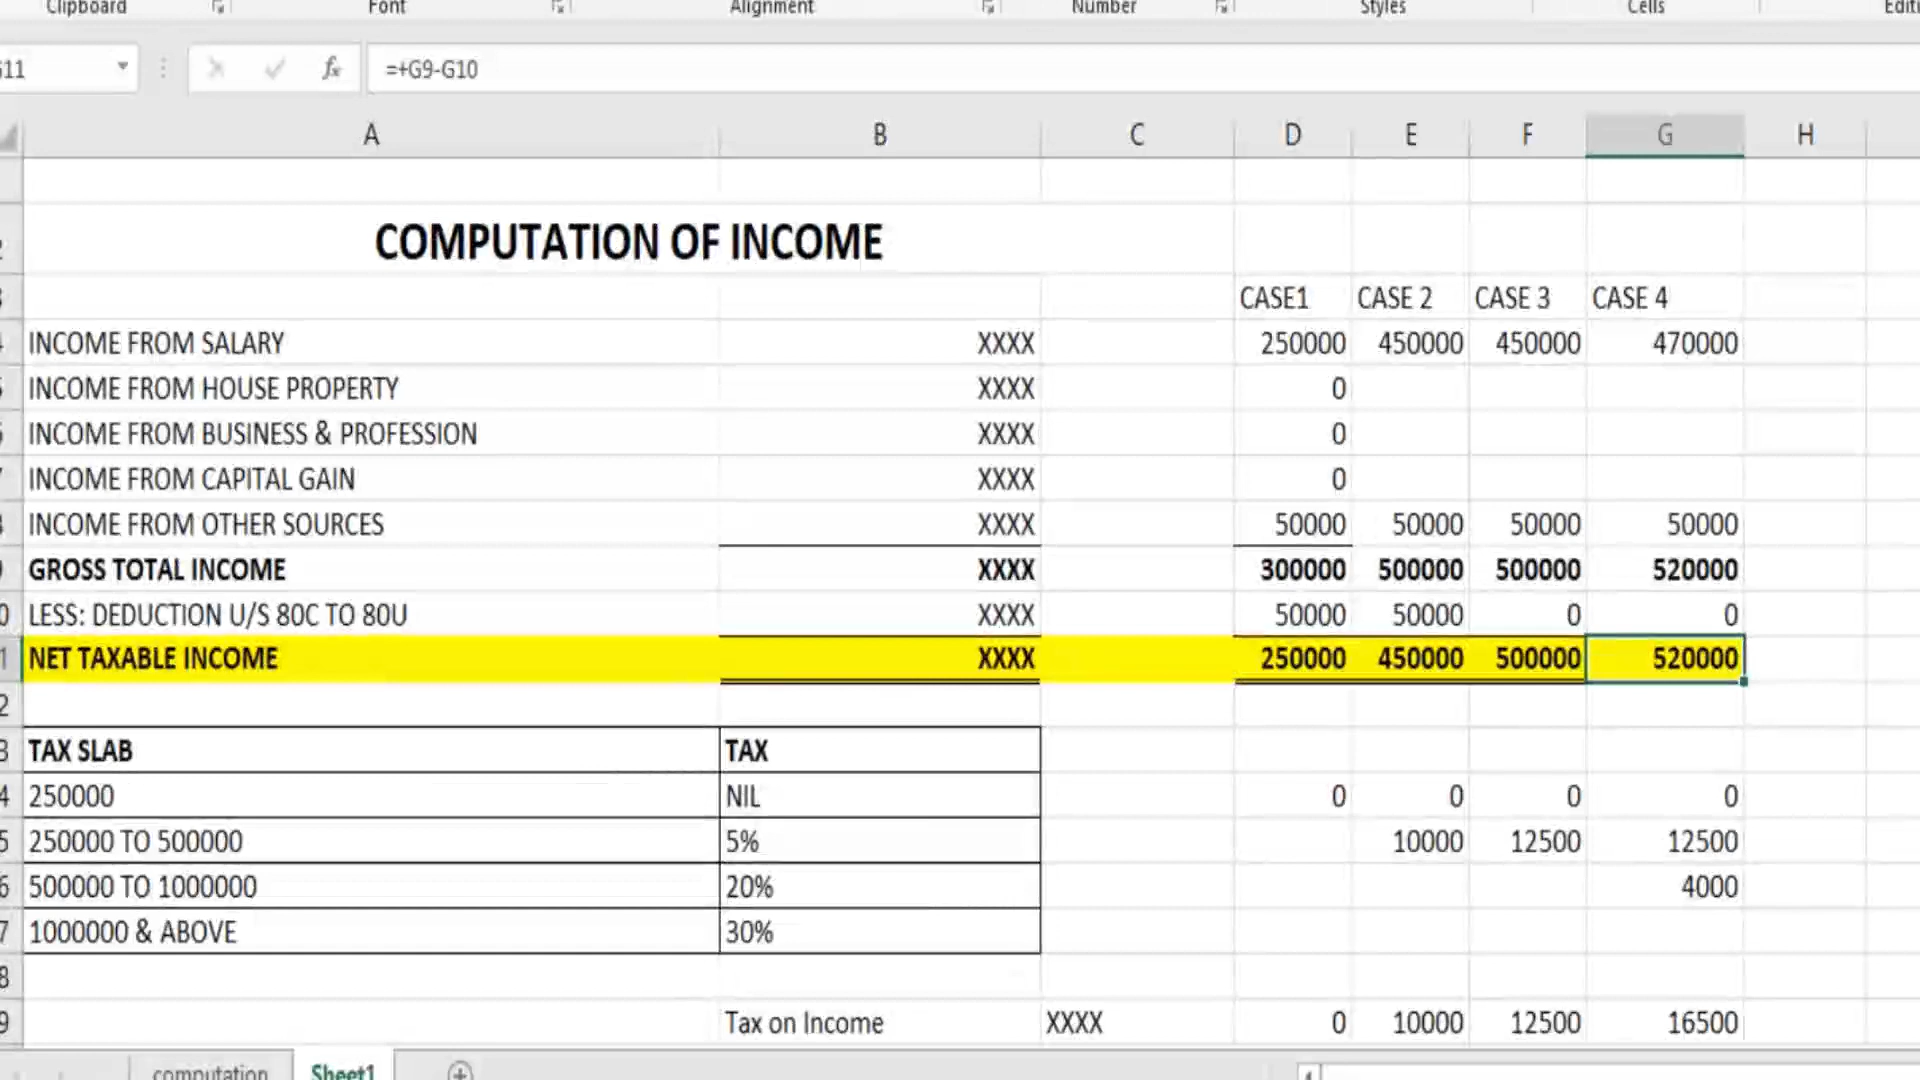 Clipboard Font Alignment Number Styles Cells
G11 fx =+G9-G10
A B C D E F G H
COMPUTATION OF INCOME
CASE1 CASE 2 CASE 3 CASE 4
INCOME FROM SALARY XXXX 250000 450000 450000 470000
INCOME FROM HOUSE PROPERTY XXXX 0
INCOME FROM BUSINESS & PROFESSION XXXX 0
INCOME FROM CAPITAL GAIN XXXX 0
INCOME FROM OTHER SOURCES XXXX 50000 50000 50000 50000
GROSS TOTAL INCOME XXXX 300000 500000 500000 520000
LESS: DEDUCTION U/S 80C TO 80U XXXX 50000 50000 0 0
NET TAXABLE INCOME XXXX 250000 450000 500000 520000
TAX SLAB TAX
250000 NIL 0 0 0 0
250000 TO 500000 5% 10000 12500 12500
500000 TO 1000000 20% 4000
1000000 & ABOVE 30%
Tax on Income XXXX 0 10000 12500 16500
computation Sheet1